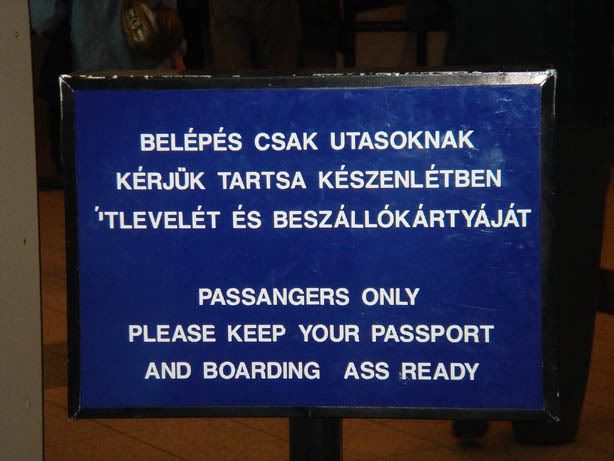 BELÉPÉS CSAK UTASOKNAK
KÉRJÜK TARTSA KÉSZENLÉTBEN
'TLEVELÉT ÉS BESZÁLLÓKÁRTYÁJÁT
PASSANGERS ONLY
PLEASE KEEP YOUR PASSPORT
AND BOARDING ASS READY